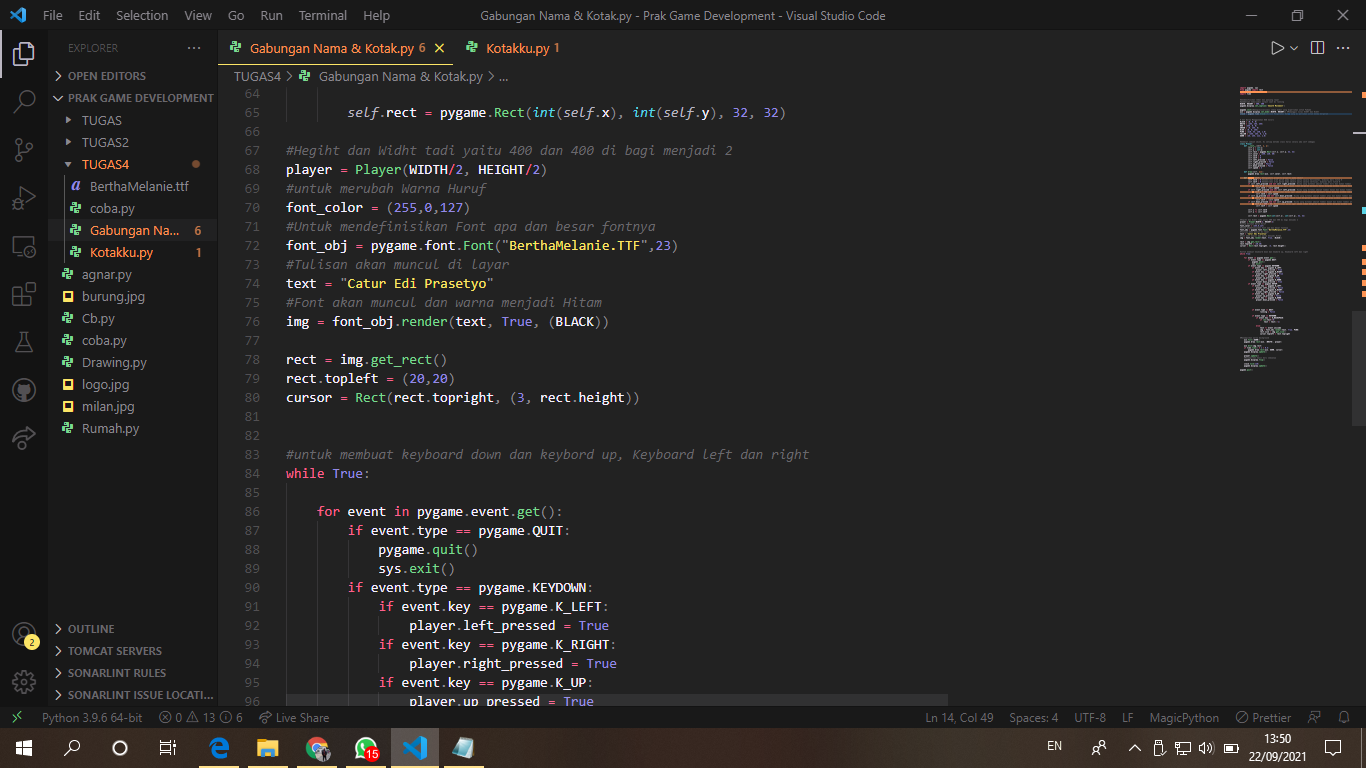 File Edit Selection View Go Run Terminal Help
Gabungan Nama & Kotak.py - Prak Game Development - Visual Studio Code
EXPLORER ...
OPEN EDITORS
PRAK GAME DEVELOPMENT
TUGAS
TUGAS2
TUGAS4
BerthaMelanie.ttf
coba.py
Gabungan Na... 6
Kotakku.py 1
agnar.py
burung.jpg
Cb.py
coba.py
Drawing.py
logo.jpg
milan.jpg
Rumah.py
OUTLINE
TOMCAT SERVERS
SONARLINT RULES
SONARLINT ISSUE LOCATI...
2
Gabungan Nama & Kotak.py 6
Kotakku.py 1
TUGAS4 > Gabungan Nama & Kotak.py > ...
64
65 self.rect = pygame.Rect(int(self.x), int(self.y), 32, 32)
66
67 #Hegiht dan Widht tadi yaitu 400 dan 400 di bagi menjadi 2
68 player = Player(WIDTH/2, HEIGHT/2)
69 #untuk merubah Warna Huruf
70 font_color = (255,0,127)
71 #Untuk mendefinisikan Font apa dan besar fontnya
72 font_obj = pygame.font.Font("BerthaMelanie.TTF",23)
73 #Tulisan akan muncul di layar
74 text = "Catur Edi Prasetyo"
75 #Font akan muncul dan warna menjadi Hitam
76 img = font_obj.render(text, True, (BLACK))
77
78 rect = img.get_rect()
79 rect.topleft = (20,20)
80 cursor = Rect(rect.topright, (3, rect.height))
81
82
83 #untuk membuat keyboard down dan keybord up, Keyboard left dan right
84 while True:
85
86 for event in pygame.event.get():
87 if event.type == pygame.QUIT:
88 pygame.quit()
89 sys.exit()
90 if event.type == pygame.KEYDOWN:
91 if event.key == pygame.K_LEFT:
92 player.left_pressed = True
93 if event.key == pygame.K_RIGHT:
94 player.right_pressed = True
95 if event.key == pygame.K_UP:
96 player.up_pressed = True
Python 3.9.6 64-bit 0 13 6 Live Share Ln 14, Col 49 Spaces: 4 UTF-8 LF MagicPython Prettier
15 EN 13:50
22/09/2021